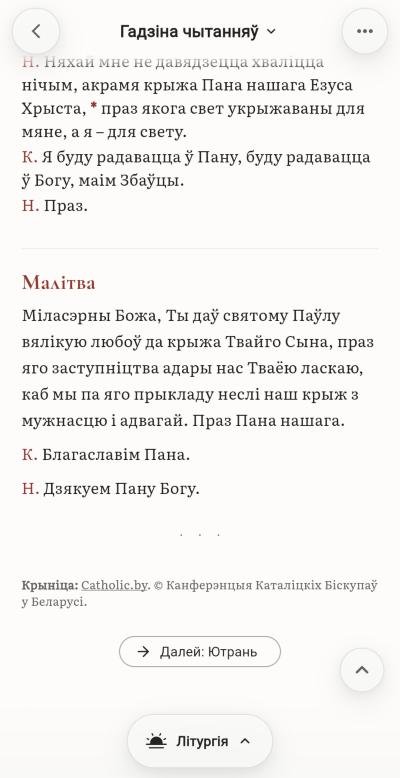 Гадзіна чытанняў
Н. Няхай мне не давядзецца хваліцца
нічым, акрамя крыжа Пана нашага Езуса
Хрыста, * праз якога свет укрыжаваны для
мяне, а я – для свету.
К. Я буду радавацца ў Пану, буду радавацца
ў Богу, маім Збаўцы.
Н. Праз.
Малітва
Міласэрны Божа, Ты даў святому Паўлу
вялікую любоў да крыжа Твайго Сына, праз
яго заступніцтва адары нас Тваёю ласкаю,
каб мы па яго прыкладу неслі наш крыж з
мужнасцю і адвагай. Праз Пана нашага.
К. Благаславім Пана.
Н. Дзякуем Пану Богу.
. . .
Крыніца: Catholic.by. © Канферэнцыя Каталіцкіх Біскупаў
у Беларусі.
Далей: Ютрань
Літургія